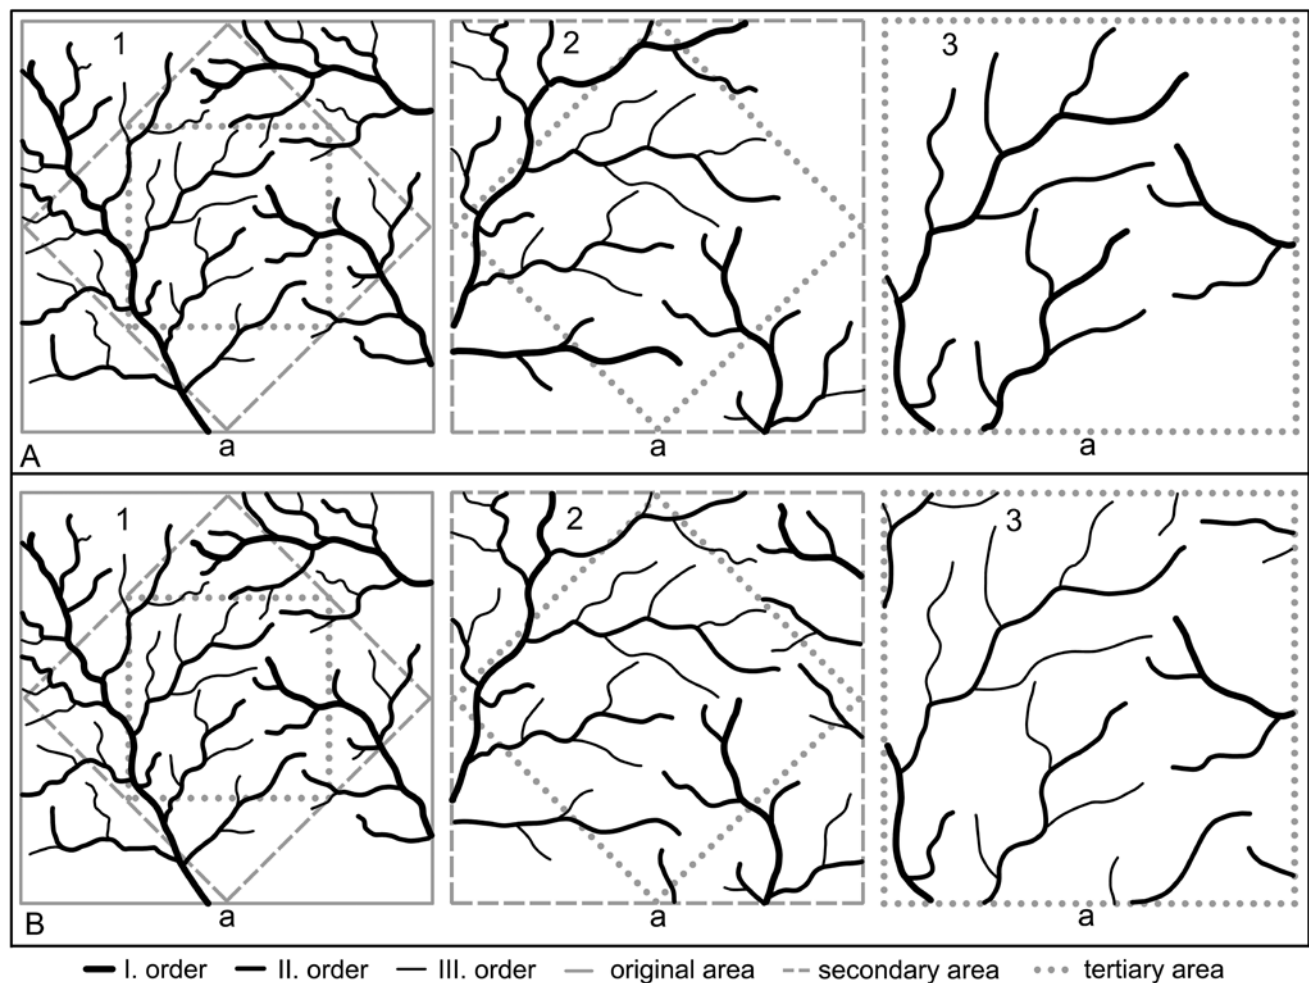 1 2 3
a a a
A
1 2 3
a a a
B
I. order II. order III. order original area secondary area tertiary area